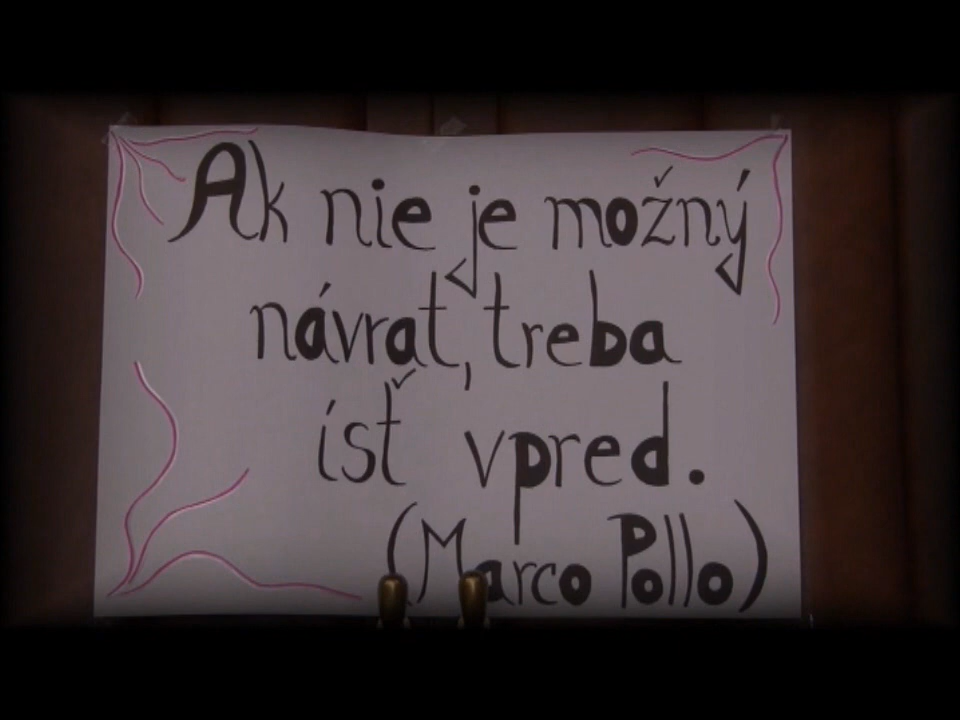 Ak nie je možný
návrat, treba
ísť vpred.
(Marco Pollo)